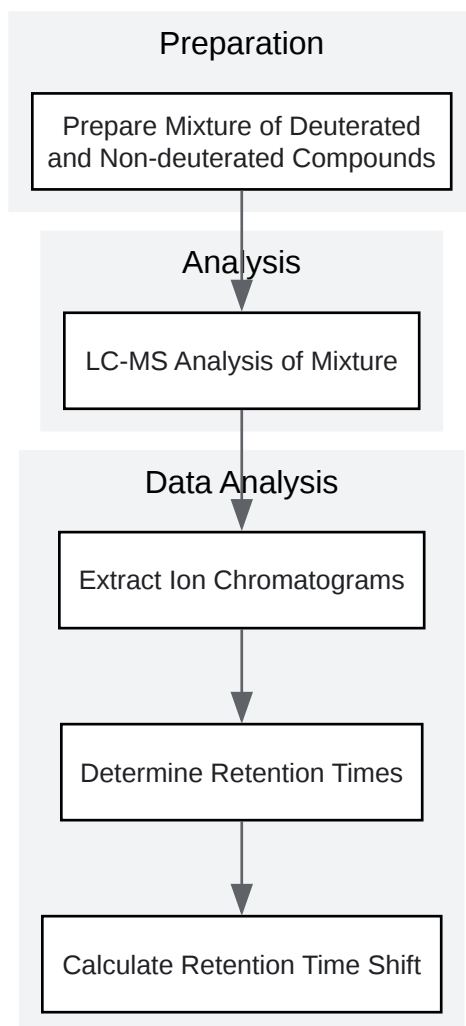 Preparation
Prepare Mixture of Deuterated
and Non-deuterated Compounds
Analysis
LC-MS Analysis of Mixture
Data Analysis
Extract Ion Chromatograms
Determine Retention Times
Calculate Retention Time Shift